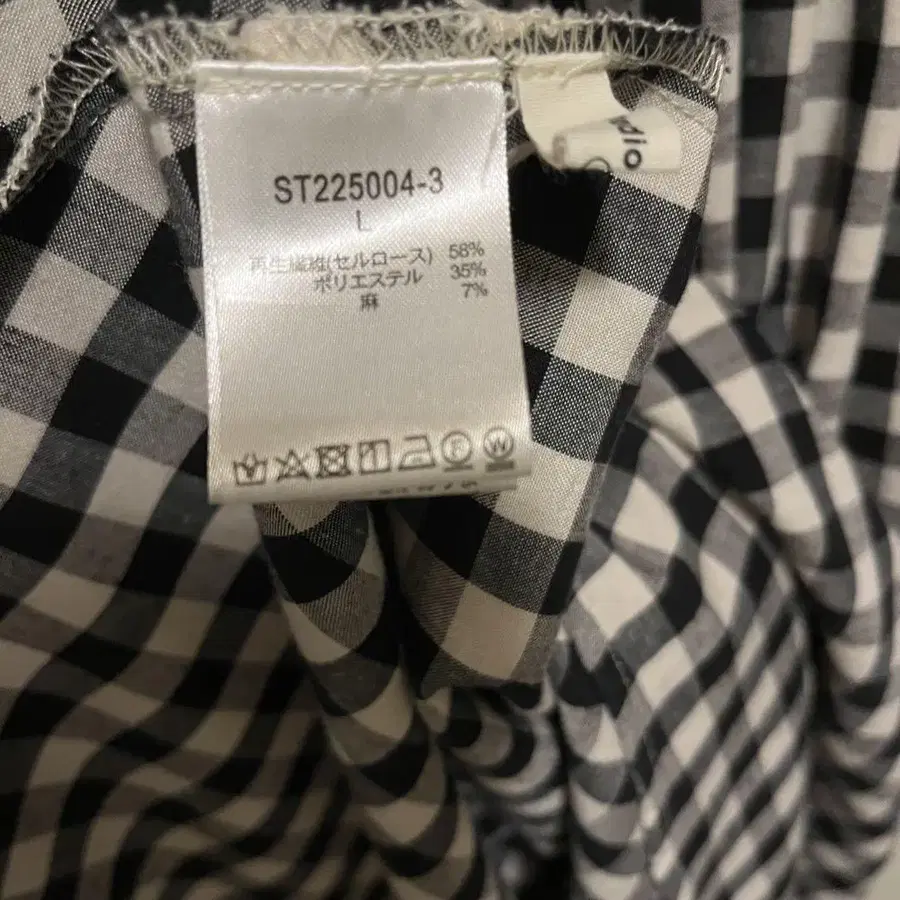 ST225004-3
L
再生繊維(セルロース) 58%
ポリエステル 35%
麻 7%
dio
F W